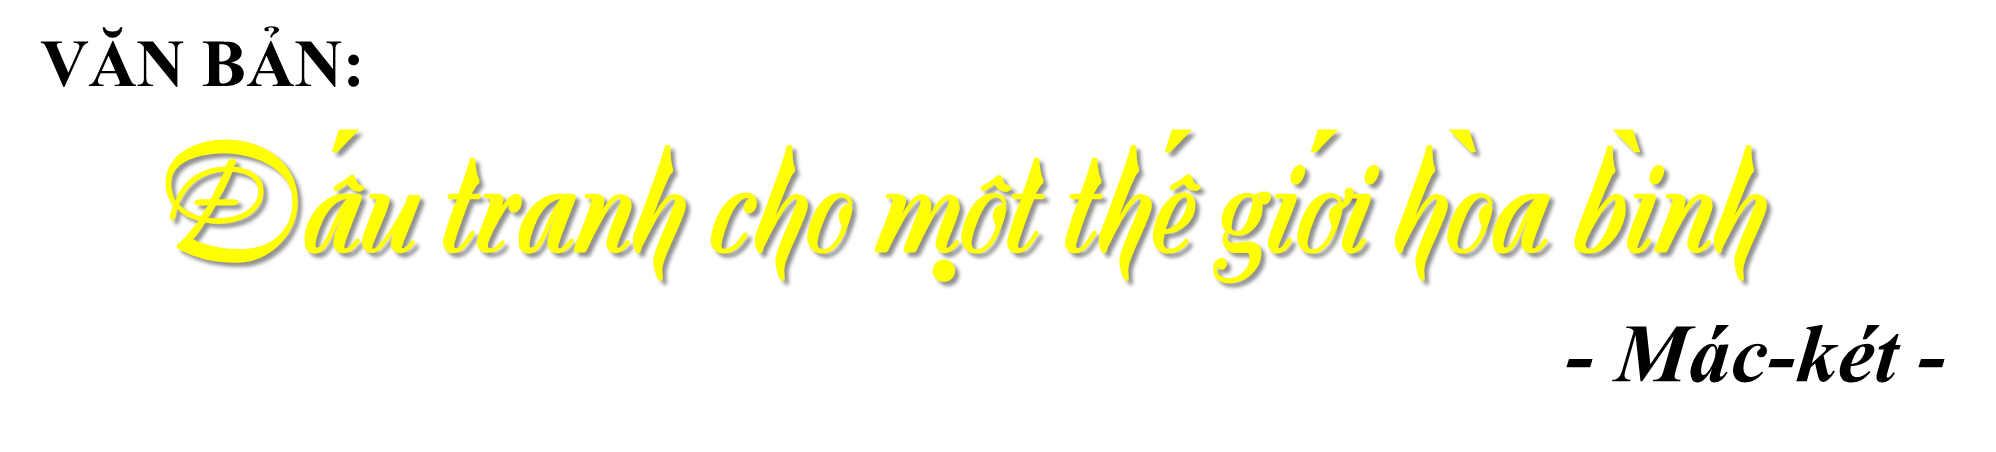 VĂN BẢN:
Đấu tranh cho một thế giới hòa bình
- Mác-két -